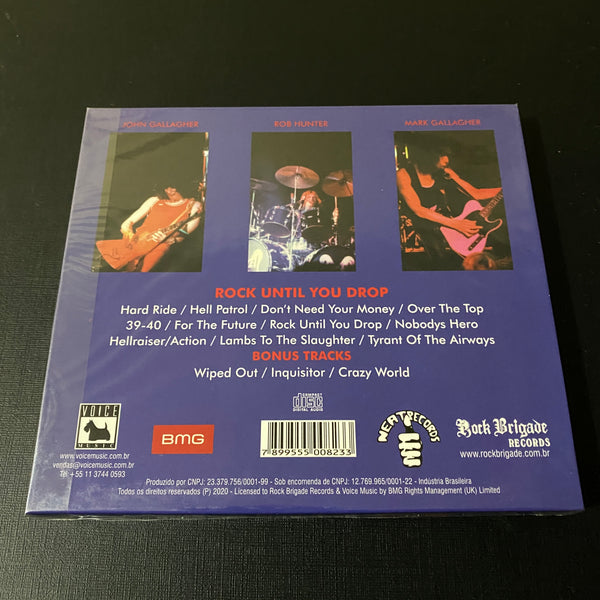 JOHN GALLAGHER
ROB HUNTER
MARK GALLAGHER
ROCK UNTIL YOU DROP
Hard Ride / Hell Patrol / Don't Need Your Money / Over The Top
39-40 / For The Future / Rock Until You Drop / Nobodys Hero
Hellraiser/Action / Lambs To The Slaughter / Tyrant Of The Airways
BONUS TRACKS
Wiped Out / Inquisitor / Crazy World
VOICE
MUSIC
www.voicemusic.com.br
vendas@voicemusic.com.br
Tel + 55 11 3744 0593
BMG
COMPACT
disc
DIGITAL AUDIO
7 899555 008233
NEAT RECORDS
Rock Brigade
RECORDS
www.rockbrigade.com.br
Produzido por CNPJ: 23.379.756/0001-99 - Sob encomenda de CNPJ: 12.769.965/0001-22 - Indústria Brasileira
Todos os direitos reservados (P) 2020 - Licensed to Rock Brigade Records & Voice Music by BMG Rights Management (UK) Limited